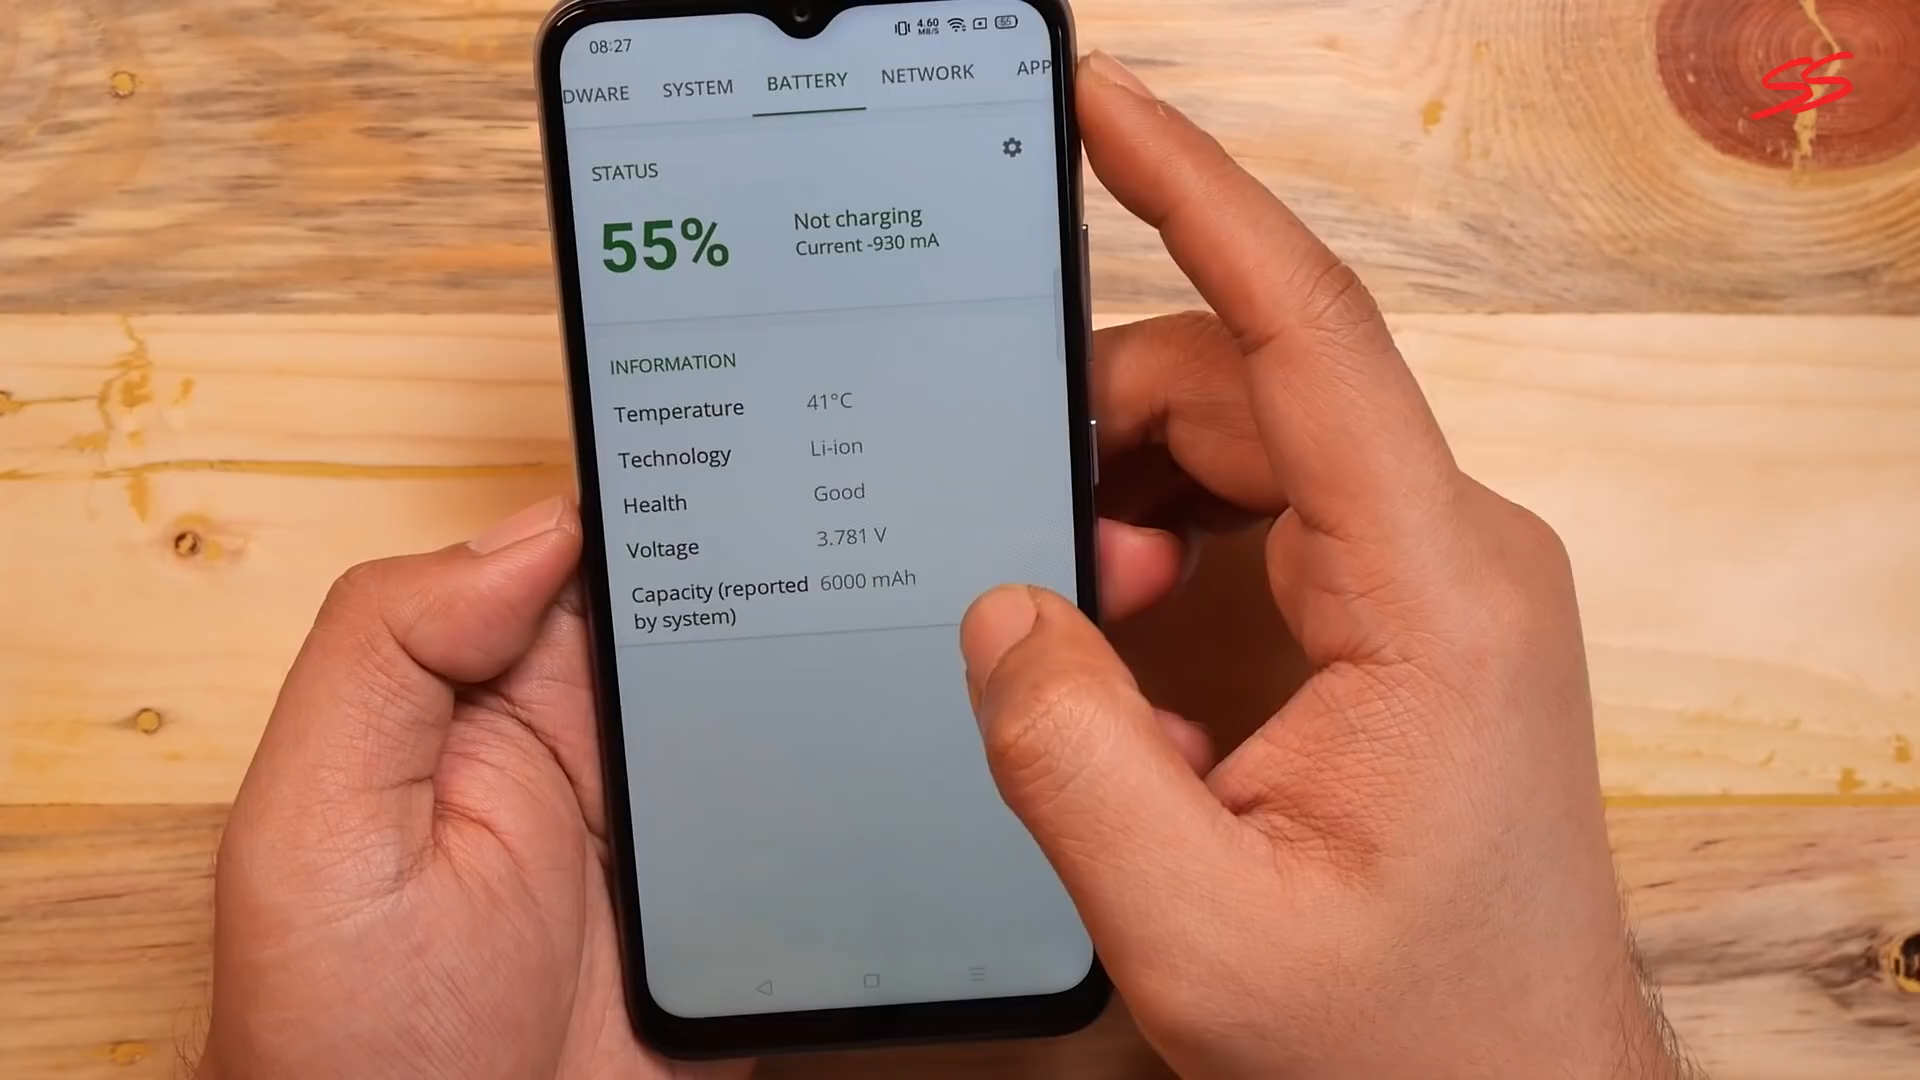 08:27
4.60
MB/S
55
DWARE SYSTEM BATTERY NETWORK APP
STATUS
55%
Not charging
Current -930 mA
INFORMATION
Temperature 41°C
Technology Li-ion
Health Good
Voltage 3.781 V
Capacity (reported 6000 mAh
by system)
SS